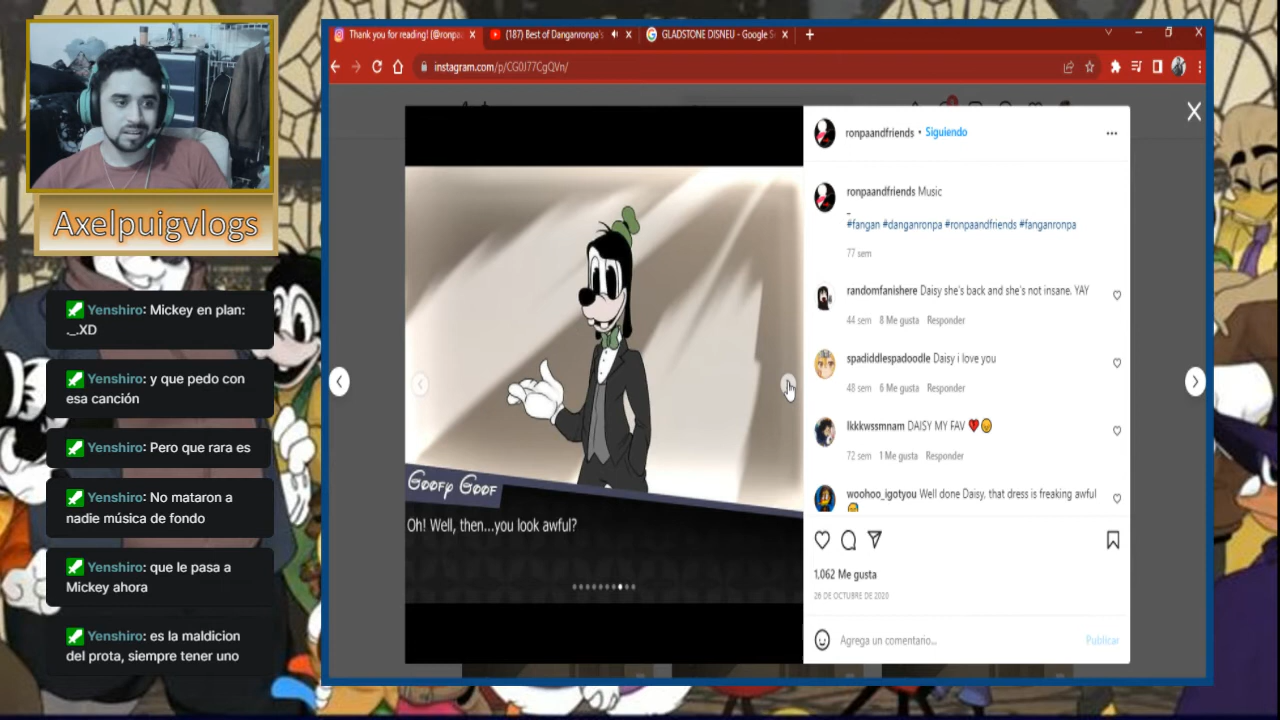 Axelpuigvlogs
Yenshiro: Mickey en plan:
._.XD
Yenshiro: y que pedo con
esa canción
Yenshiro: Pero que rara es
Yenshiro: No mataron a
nadie música de fondo
Yenshiro: que le pasa a
Mickey ahora
Yenshiro: es la maldicion
del prota, siempre tener uno
Thank you for reading! (@ronpa
(187) Best of Danganronpa's
GLADSTONE DISNEU - Google S
instagram.com/p/CG0J77CgQVn/
Goofy Goof
Oh! Well, then...you look awful?
ronpaandfriends • Siguiendo
ronpaandfriends Music
_
#fangan #danganronpa #ronpaandfriends #fanganronpa
77 sem
randomfanishere Daisy she's back and she's not insane. YAY
44 sem 8 Me gusta Responder
spadiddlespadoodle Daisy i love you
48 sem 6 Me gusta Responder
lkkkwssmnam DAISY MY FAV
72 sem 1 Me gusta Responder
woohoo_igotyou Well done Daisy, that dress is freaking awful
1,062 Me gusta
26 DE OCTUBRE DE 2020
Agrega un comentario...
Publicar